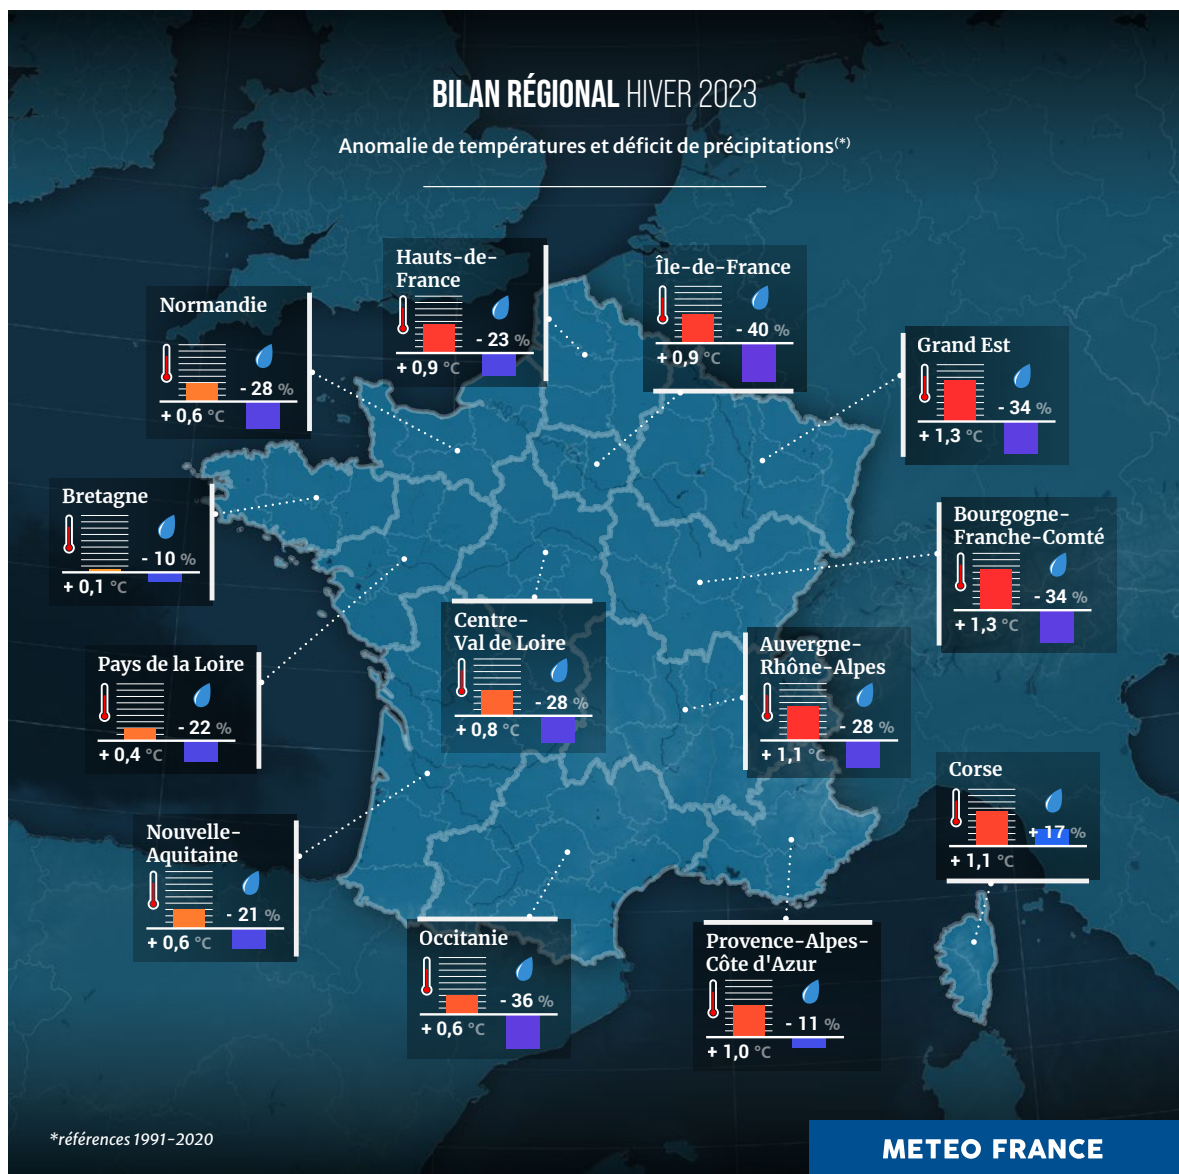 BILAN RÉGIONAL HIVER 2023
Anomalie de températures et déficit de précipitations(*)
Hauts-de-
France
- 23 %
+ 0,9 °C
Île-de-France
- 40 %
+ 0,9 °C
Normandie
- 28 %
+ 0,6 °C
Grand Est
- 34 %
+ 1,3 °C
Bretagne
- 10 %
+ 0,1 °C
Bourgogne-
Franche-Comté
- 34 %
+ 1,3 °C
Centre-
Val de Loire
- 28 %
+ 0,8 °C
Auvergne-
Rhône-Alpes
- 28 %
+ 1,1 °C
Pays de la Loire
- 22 %
+ 0,4 °C
Corse
+ 17 %
+ 1,1 °C
Nouvelle-
Aquitaine
- 21 %
+ 0,6 °C
Occitanie
- 36 %
+ 0,6 °C
Provence-Alpes-
Côte d'Azur
- 11 %
+ 1,0 °C
*références 1991-2020
METEO FRANCE